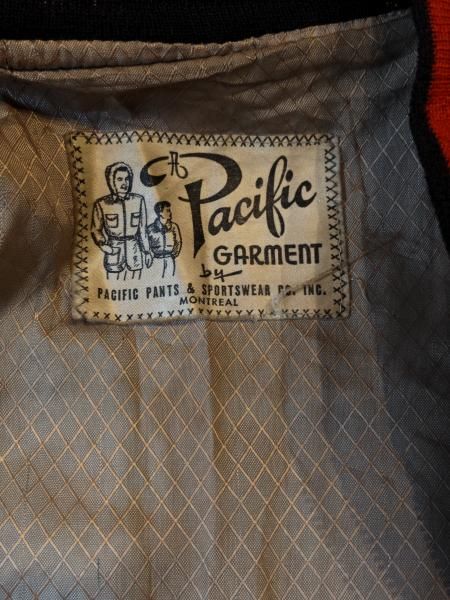 A Pacific
GARMENT
by
PACIFIC PANTS & SPORTSWEAR CO. INC.
MONTREAL